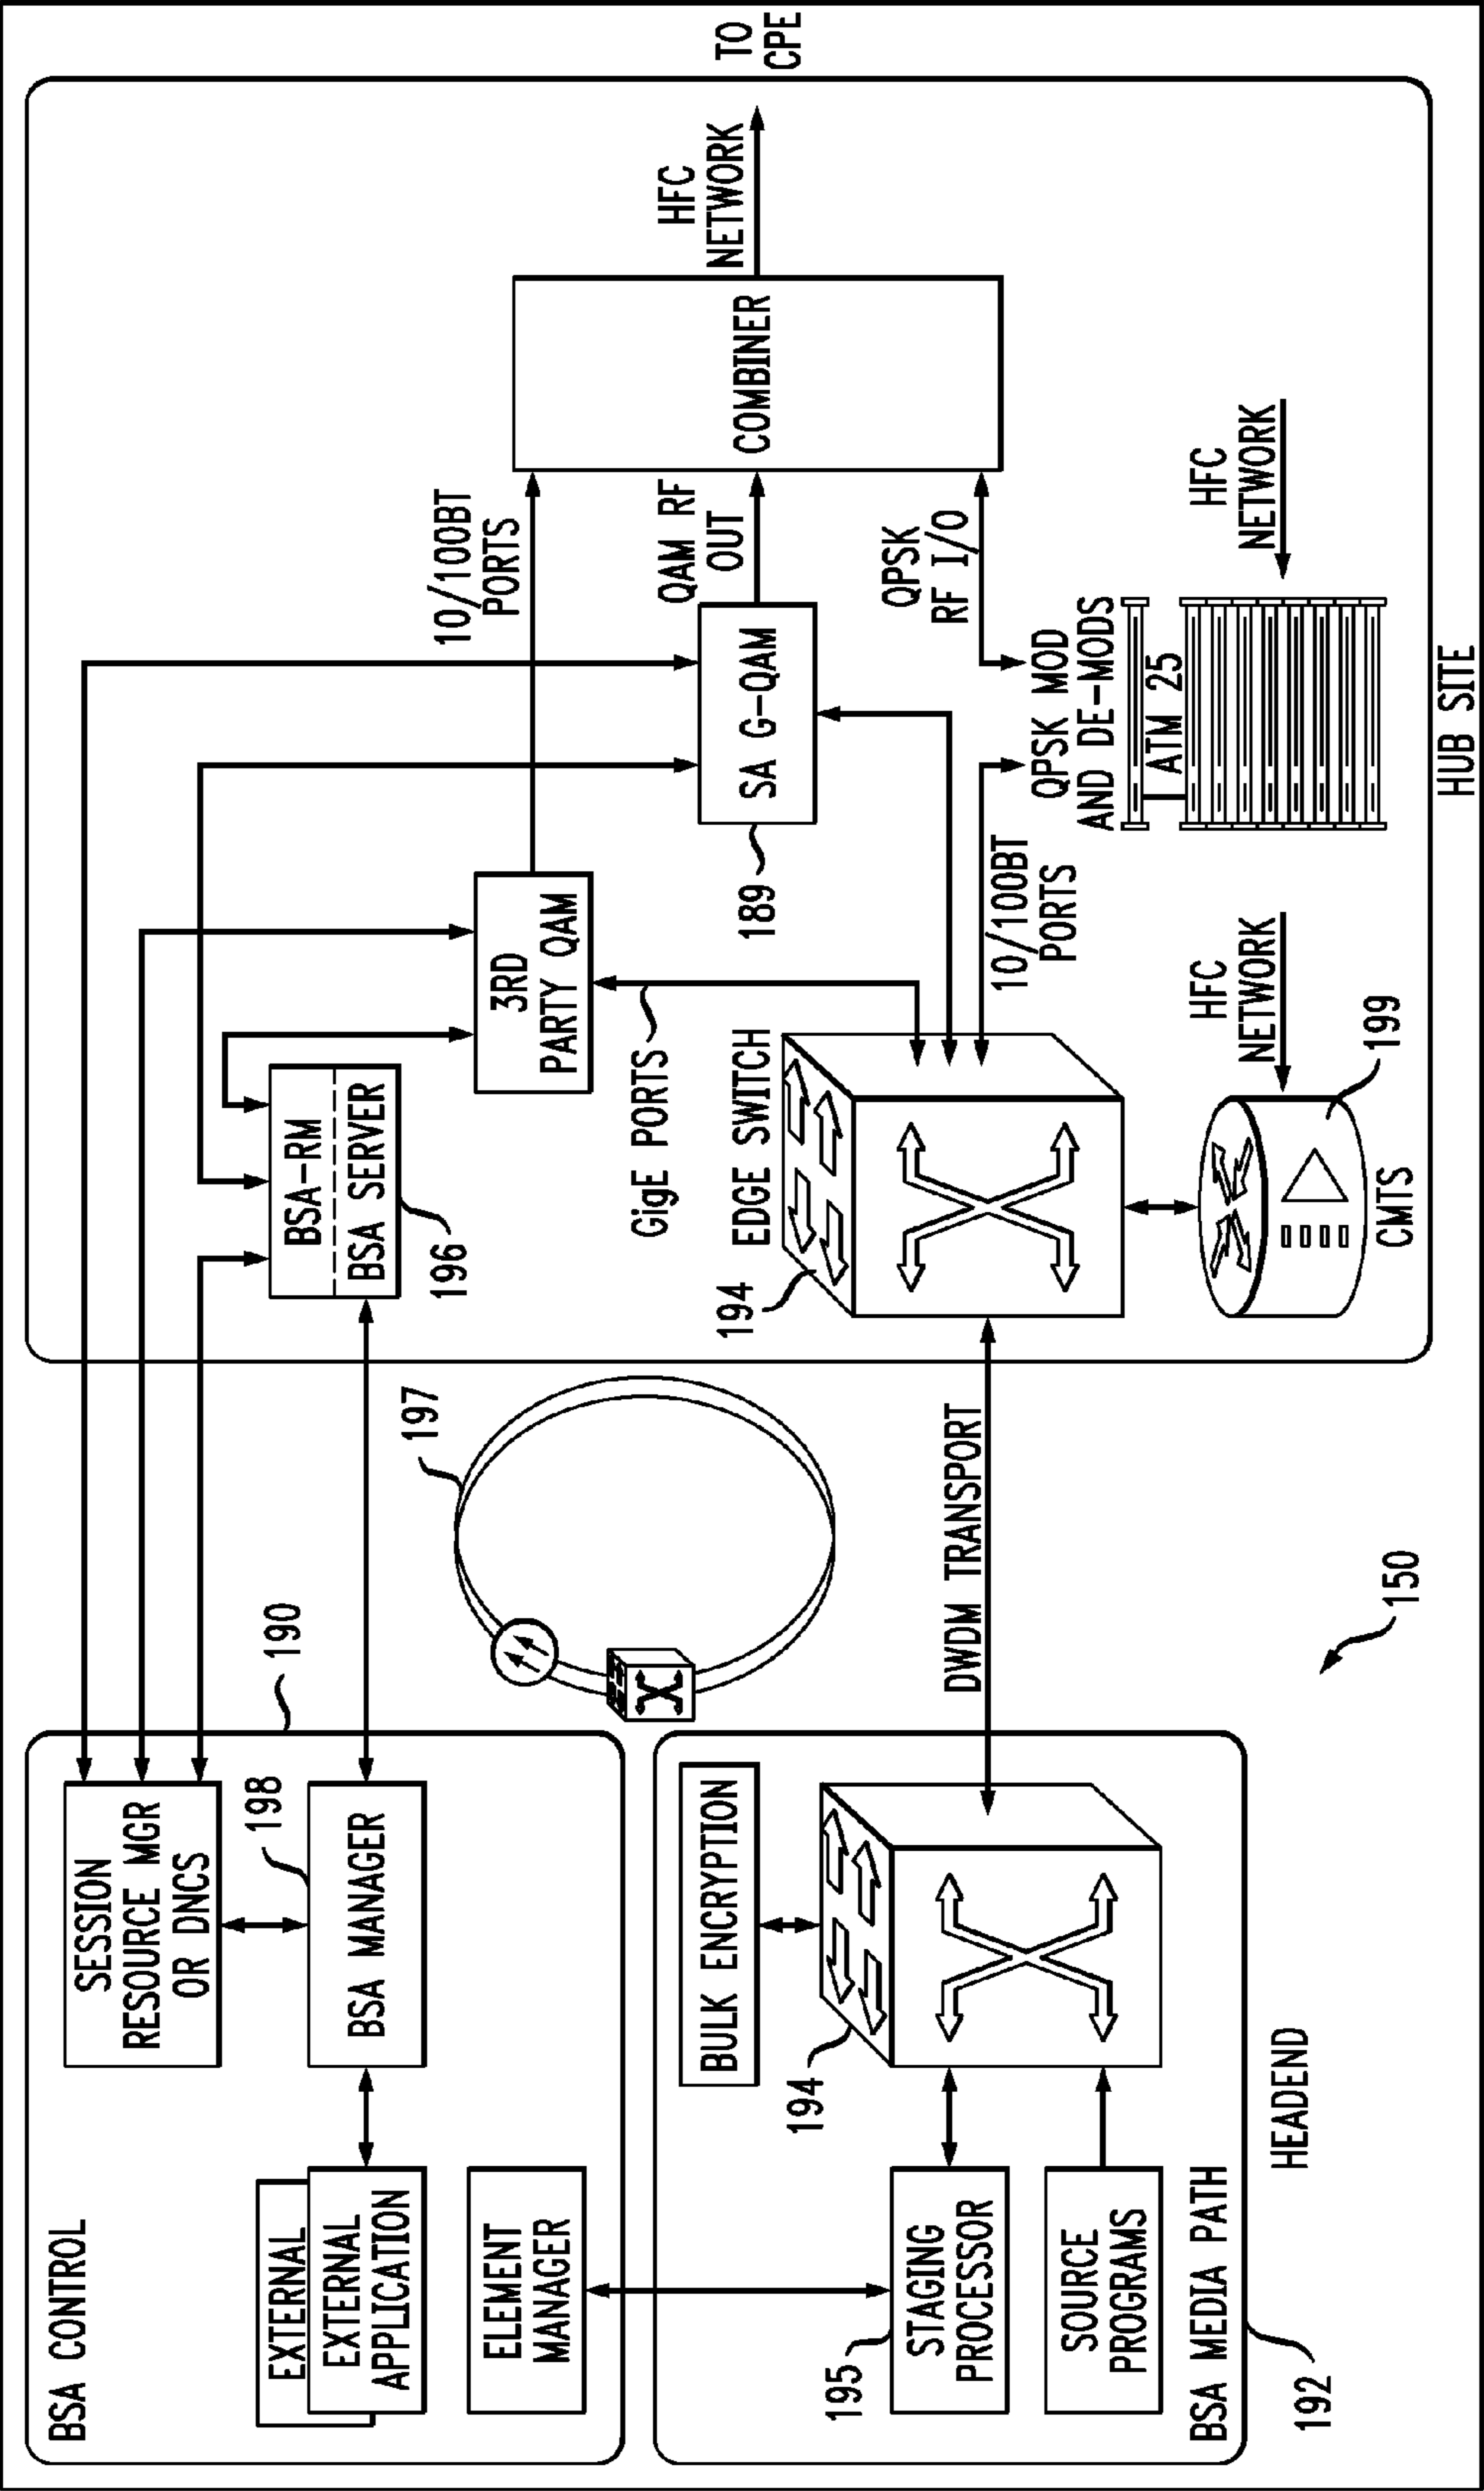 BSA CONTROL
SESSION
RESOURCE MGR
OR DNCS
198
190
BSA MANAGER
EXTERNAL
EXTERNAL
APPLICATION
ELEMENT
MANAGER
BULK ENCRYPTION
194
195
STAGING
PROCESSOR
SOURCE
PROGRAMS
BSA MEDIA PATH
192
HEADEND
197
DWDM TRANSPORT
150
BSA-RM
BSA SERVER
196
3RD
PARTY QAM
10/100BT
PORTS
GigE PORTS
SA G-QAM
189
QAM RF
OUT
COMBINER
HFC
NETWORK
TO
CPE
EDGE SWITCH
194
10/100BT
PORTS
QPSK
RF I/O
QPSK MOD
AND DE-MODS
ATM 25
HFC
NETWORK
HFC
NETWORK
199
CMTS
HUB SITE